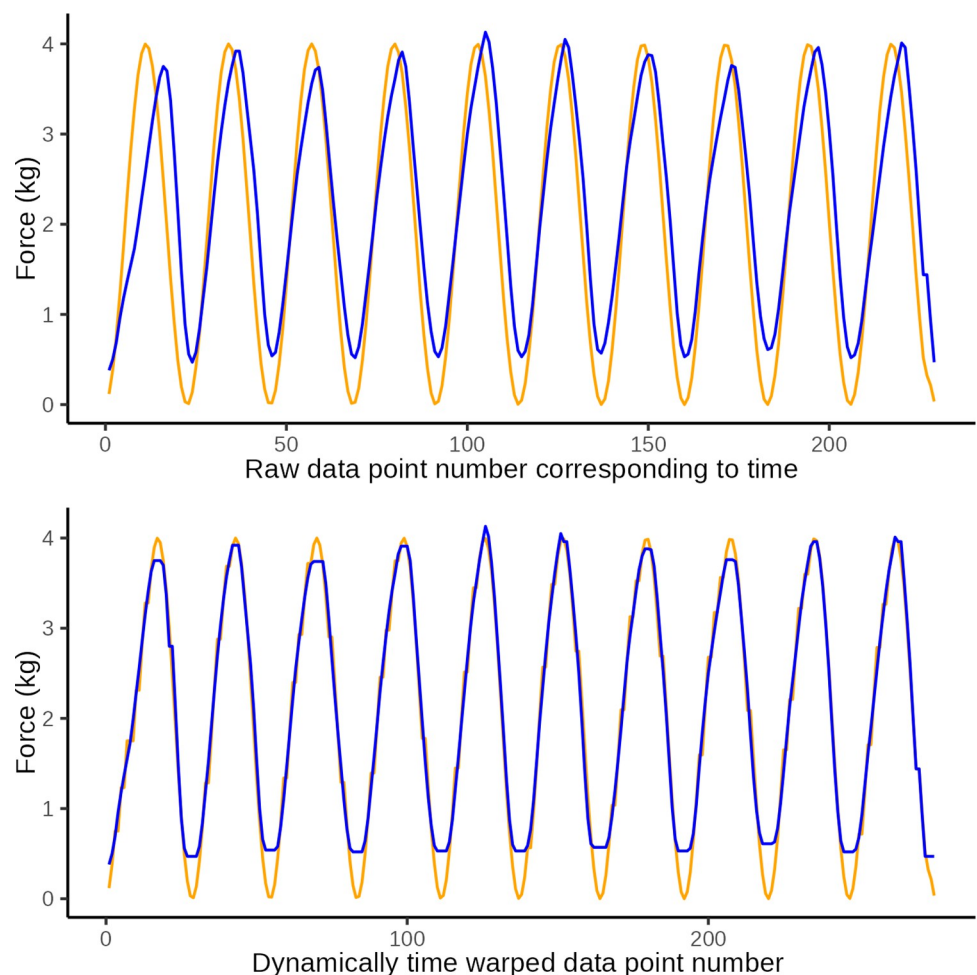 4
3
2
1
0
Force (kg)
0 50 100 150 200
Raw data point number corresponding to time
4
3
2
1
0
Force (kg)
0 100 200
Dynamically time warped data point number